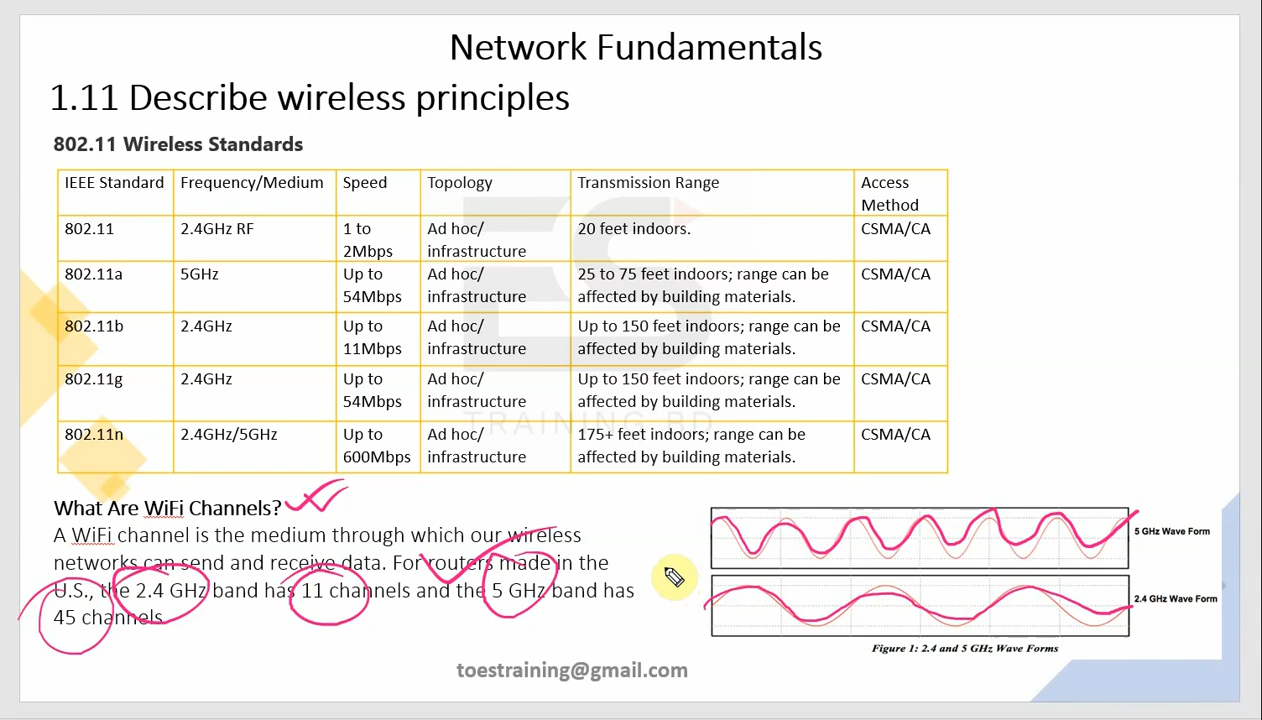 Network Fundamentals
1.11 Describe wireless principles
802.11 Wireless Standards
IEEE Standard Frequency/Medium Speed Topology Transmission Range Access Method
802.11 2.4GHz RF 1 to 2Mbps Ad hoc/ infrastructure 20 feet indoors. CSMA/CA
802.11a 5GHz Up to 54Mbps Ad hoc/ infrastructure 25 to 75 feet indoors; range can be affected by building materials. CSMA/CA
802.11b 2.4GHz Up to 11Mbps Ad hoc/ infrastructure Up to 150 feet indoors; range can be affected by building materials. CSMA/CA
802.11g 2.4GHz Up to 54Mbps Ad hoc/ infrastructure Up to 150 feet indoors; range can be affected by building materials. CSMA/CA
802.11n 2.4GHz/5GHz Up to 600Mbps Ad hoc/ infrastructure 175+ feet indoors; range can be affected by building materials. CSMA/CA
ES
TRAINING BD
What Are WiFi Channels?
A WiFi channel is the medium through which our wireless
networks can send and receive data. For routers made in the
U.S., the 2.4 GHz band has 11 channels and the 5 GHz band has
45 channels.
5 GHz Wave Form
2.4 GHz Wave Form
Figure 1: 2.4 and 5 GHz Wave Forms
toestraining@gmail.com